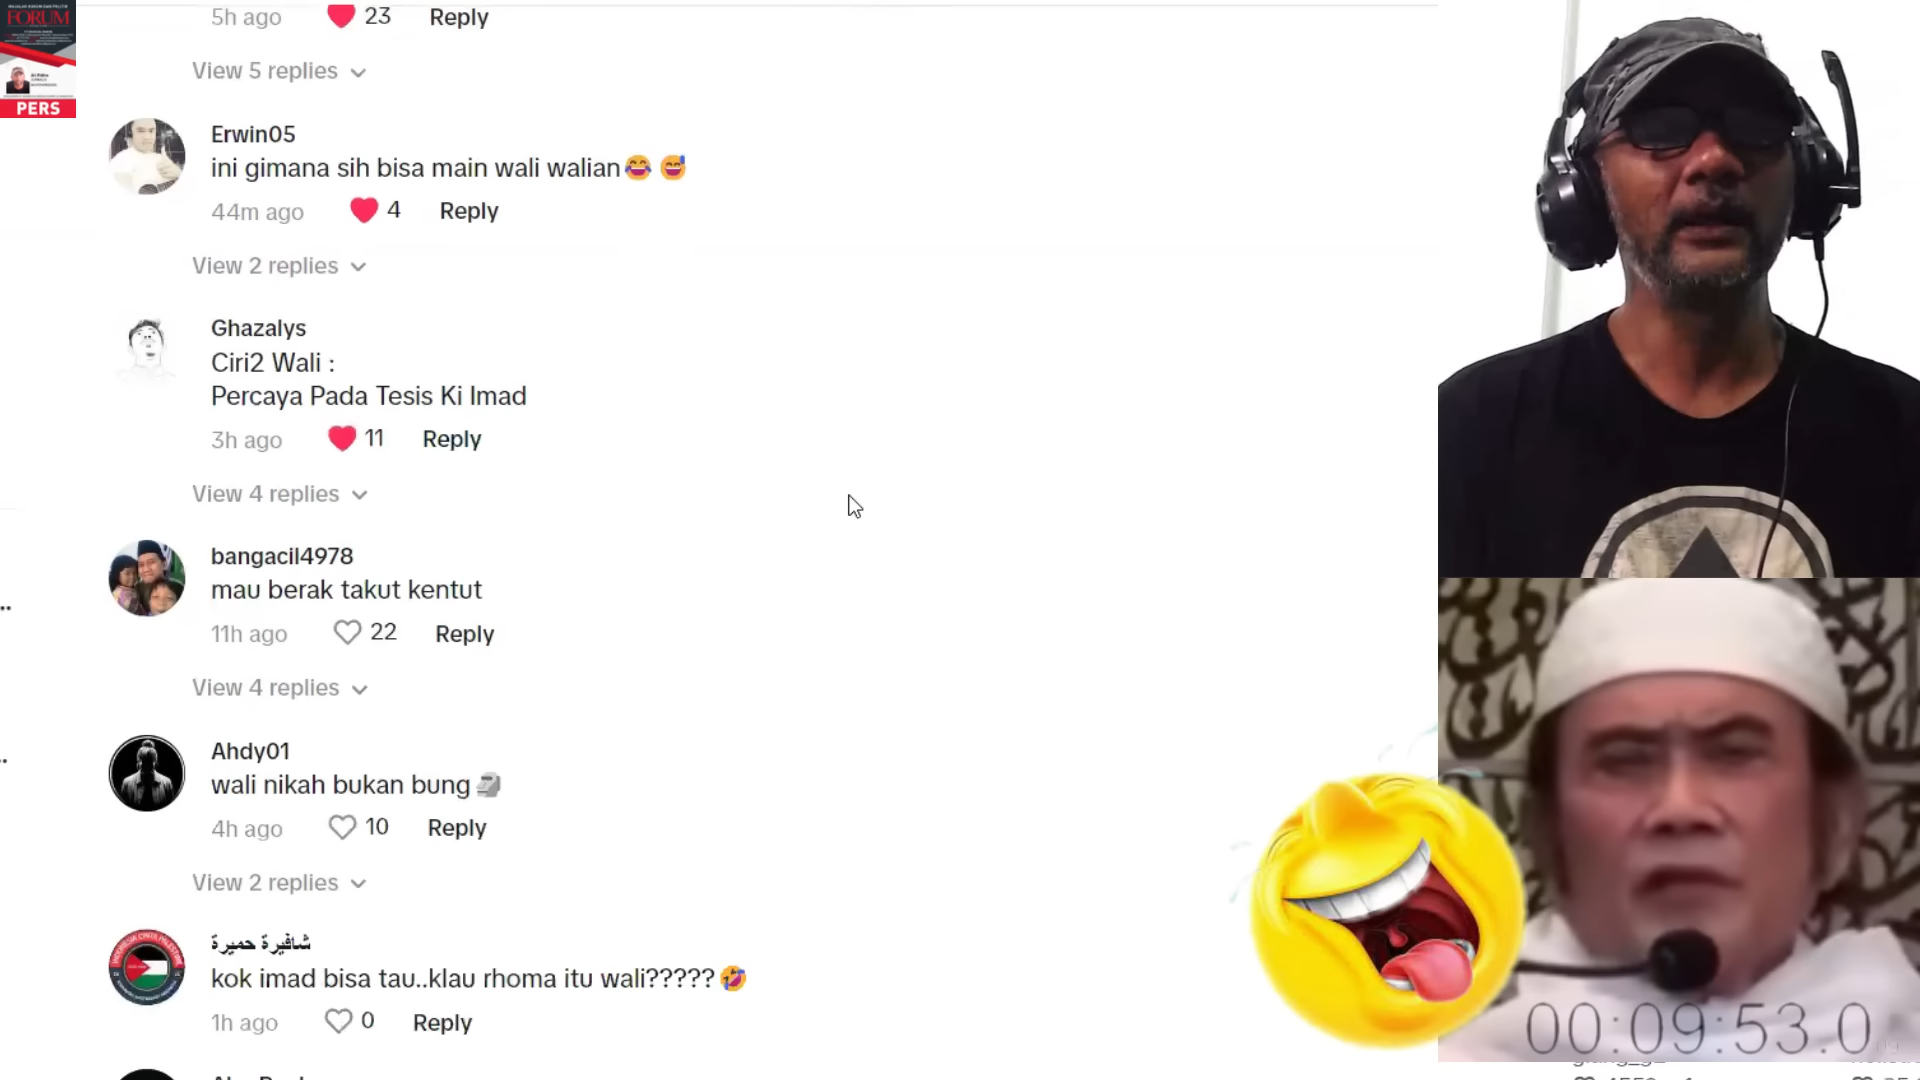 FORUM
PERS
5h ago 23 Reply
View 5 replies
Erwin05
ini gimana sih bisa main wali walian😂 😅
44m ago 4 Reply
View 2 replies
Ghazalys
Ciri2 Wali :
Percaya Pada Tesis Ki Imad
3h ago 11 Reply
View 4 replies
bangacil4978
mau berak takut kentut
11h ago 22 Reply
View 4 replies
Ahdy01
wali nikah bukan bung🗿
4h ago 10 Reply
View 2 replies
شافيرة حميرة
kok imad bisa tau..klau rhoma itu wali?????🤣
1h ago 0 Reply
00:09:53.0